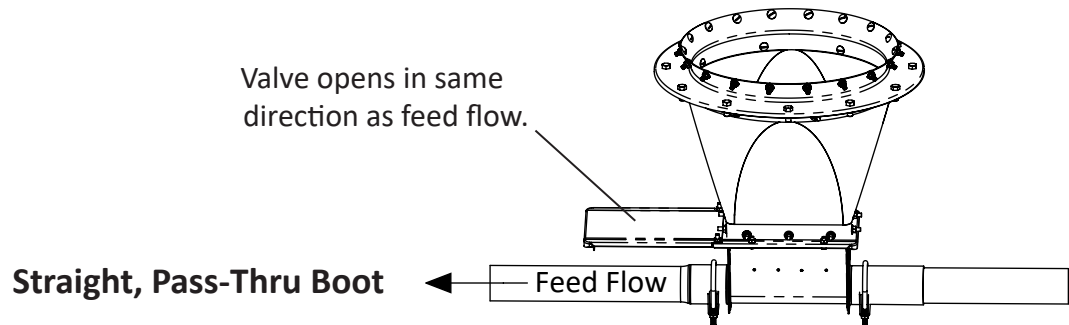 Valve opens in same
direction as feed flow.
Straight, Pass-Thru Boot
Feed Flow